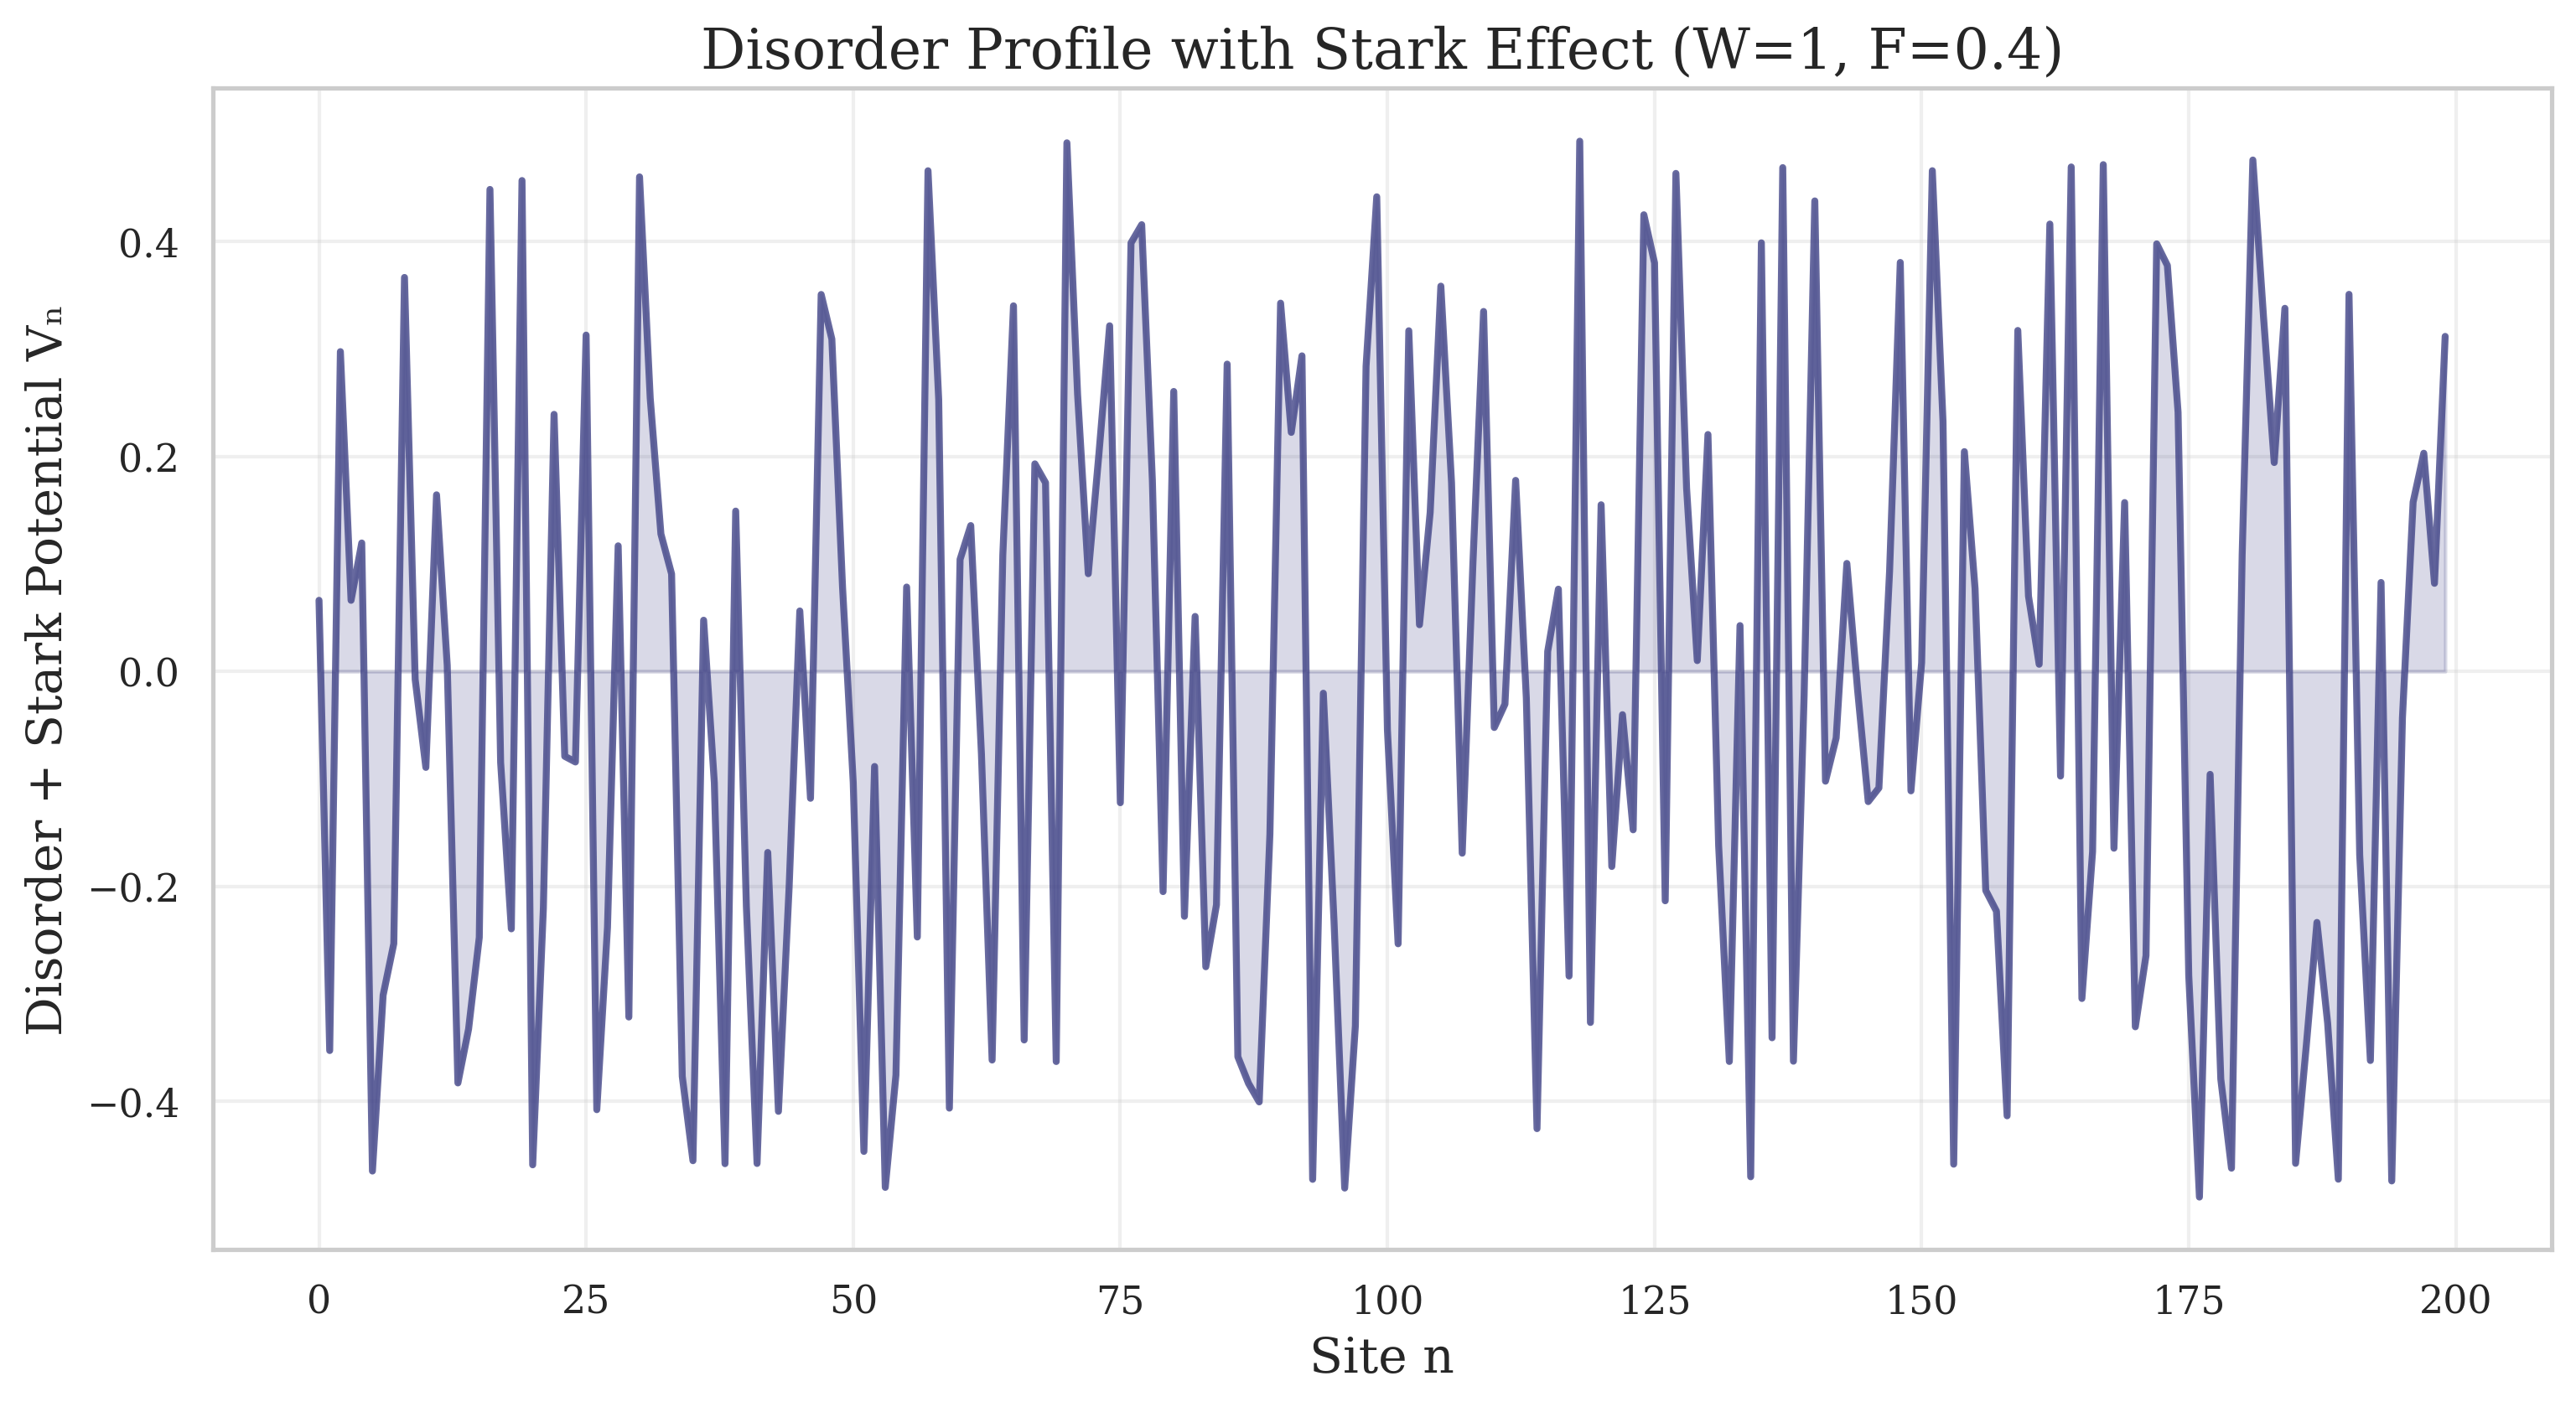 Disorder Profile with Stark Effect (W=1, F=0.4)
Disorder + Stark Potential Vₙ
0.4
0.2
0.0
−0.2
−0.4
0 25 50 75 100 125 150 175 200
Site n